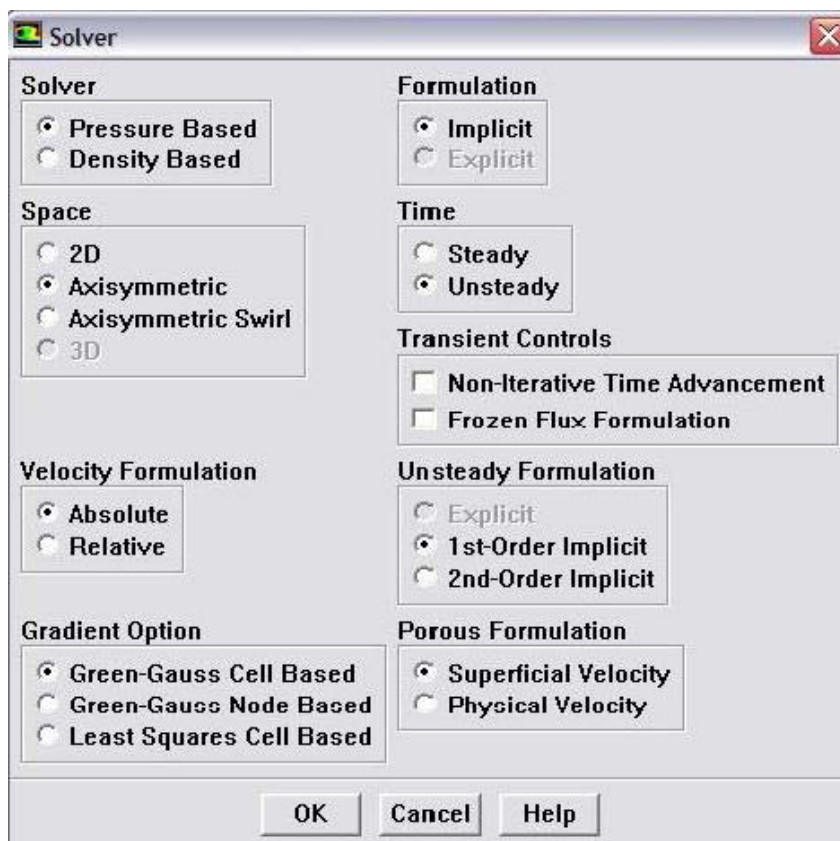 Solver
Solver
Pressure Based
Density Based
Formulation
Implicit
Explicit
Space
2D
Axisymmetric
Axisymmetric Swirl
3D
Time
Steady
Unsteady
Transient Controls
Non-Iterative Time Advancement
Frozen Flux Formulation
Velocity Formulation
Absolute
Relative
Unsteady Formulation
Explicit
1st-Order Implicit
2nd-Order Implicit
Gradient Option
Green-Gauss Cell Based
Green-Gauss Node Based
Least Squares Cell Based
Porous Formulation
Superficial Velocity
Physical Velocity
OK
Cancel
Help